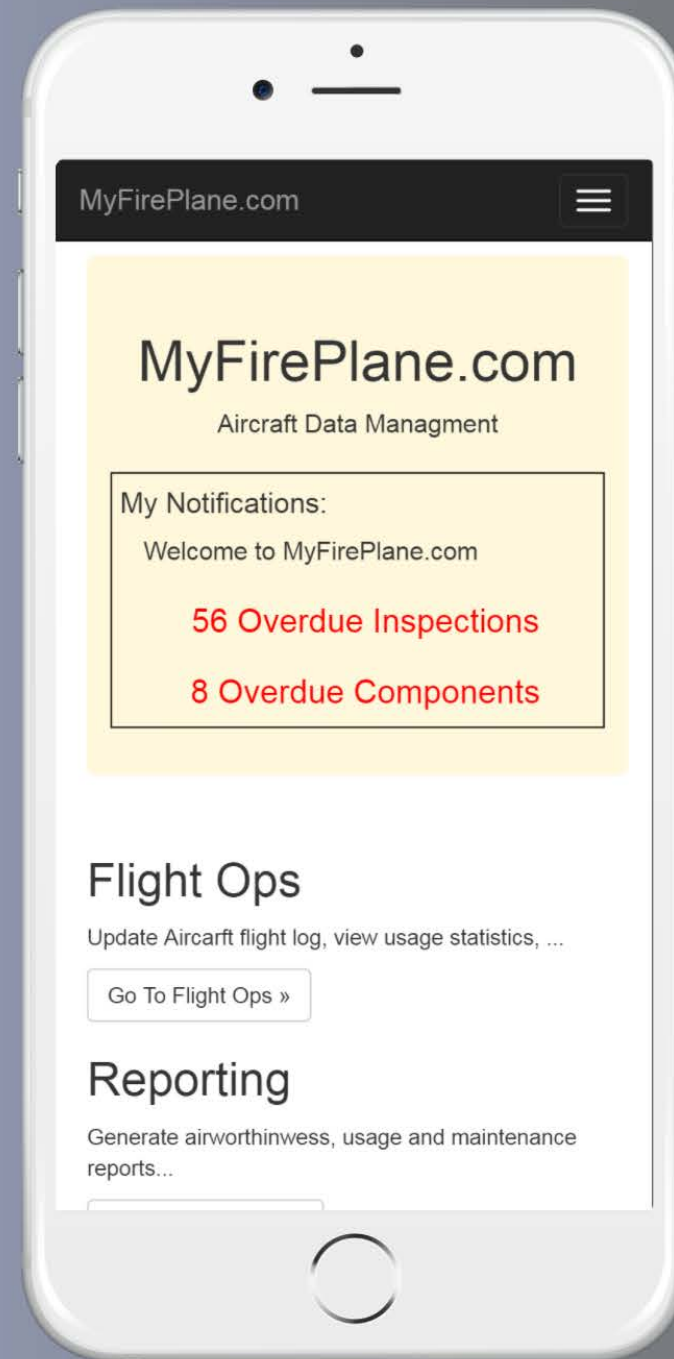 MyFirePlane.com
MyFirePlane.com
Aircraft Data Managment
My Notifications:
Welcome to MyFirePlane.com
56 Overdue Inspections
8 Overdue Components
Flight Ops
Update Aircarft flight log, view usage statistics, ...
Go To Flight Ops »
Reporting
Generate airworthinwess, usage and maintenance
reports...